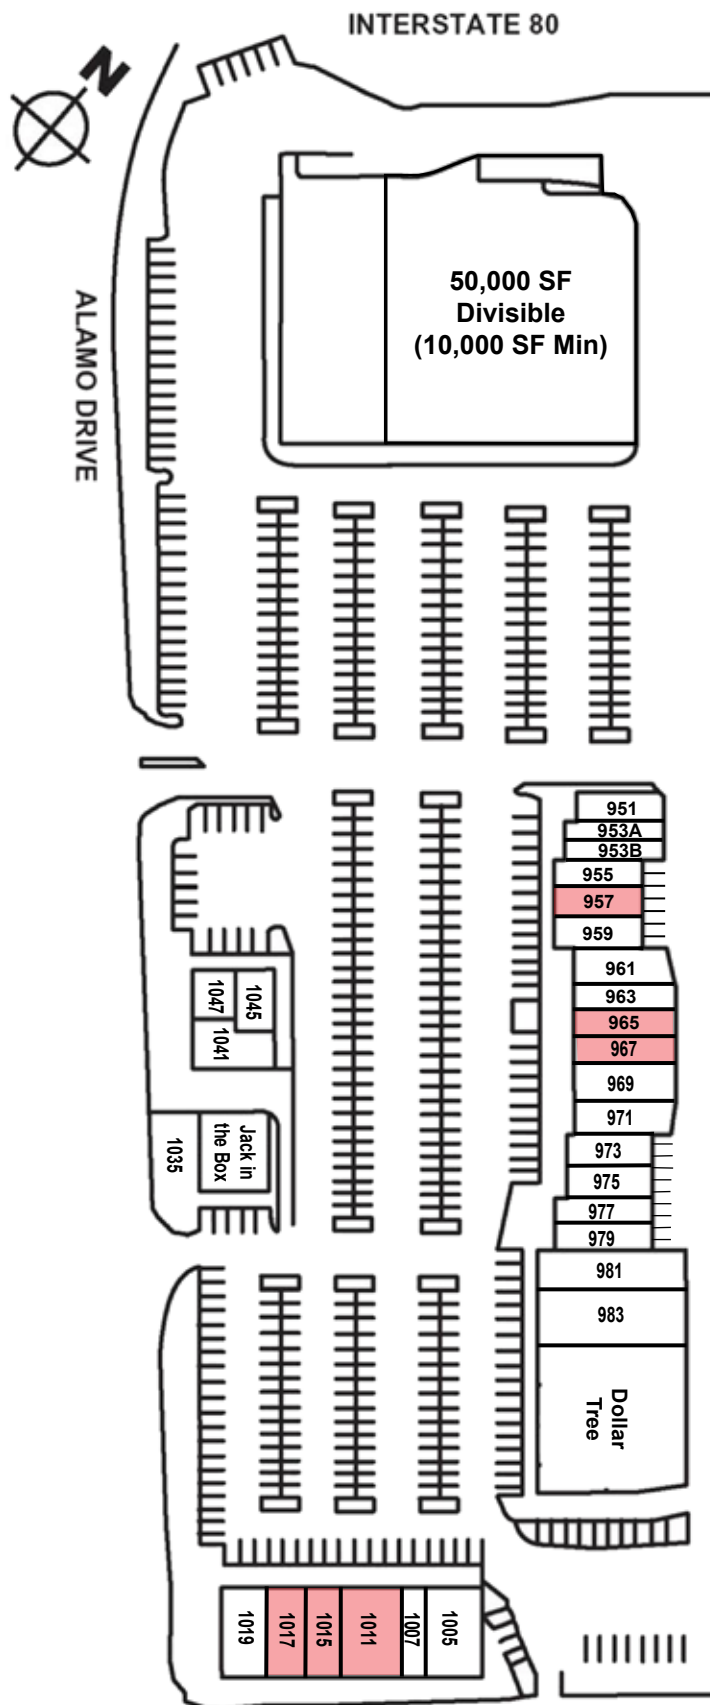 INTERSTATE 80
N
ALAMO DRIVE
50,000 SF
Divisible
(10,000 SF Min)
951
953A
953B
955
957
959
961
963
965
967
969
971
973
975
977
979
981
983
Dollar
Tree
1047
1045
1041
1035
Jack in
the Box
1019
1017
1015
1011
1007
1005